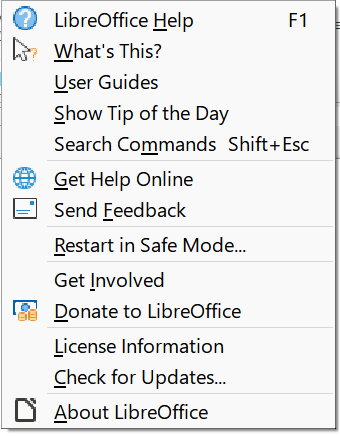 LibreOffice Help F1
What's This?
User Guides
Show Tip of the Day
Search Commands Shift+Esc
Get Help Online
Send Feedback
Restart in Safe Mode...
Get Involved
Donate to LibreOffice
License Information
Check for Updates...
About LibreOffice